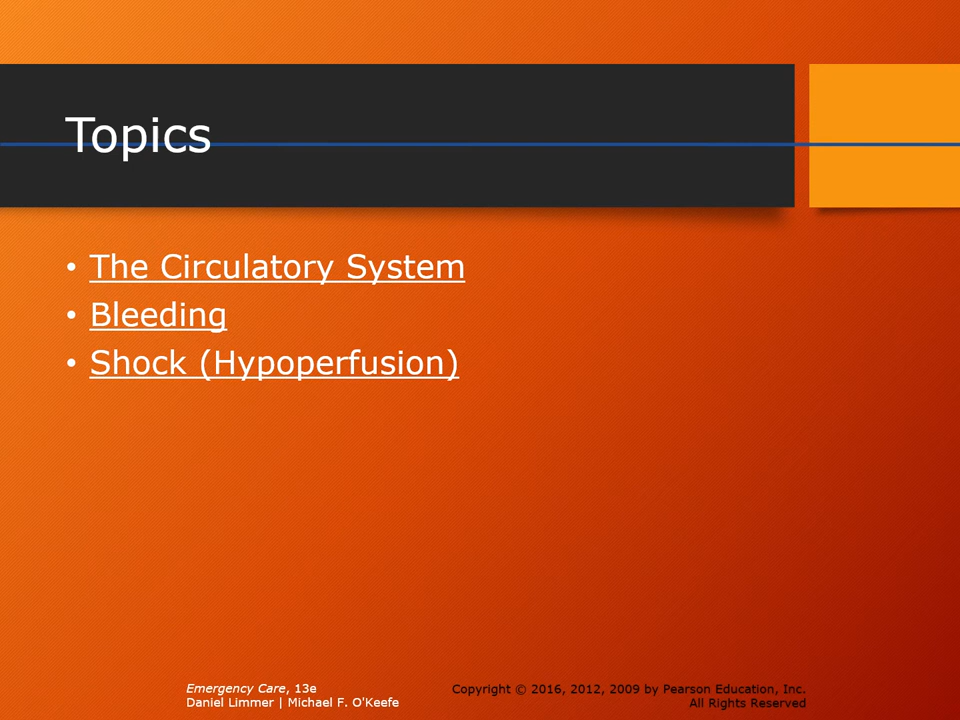 Topics
• The Circulatory System
• Bleeding
• Shock (Hypoperfusion)
Emergency Care, 13e
Daniel Limmer | Michael F. O'Keefe
Copyright © 2016, 2012, 2009 by Pearson Education, Inc.
All Rights Reserved